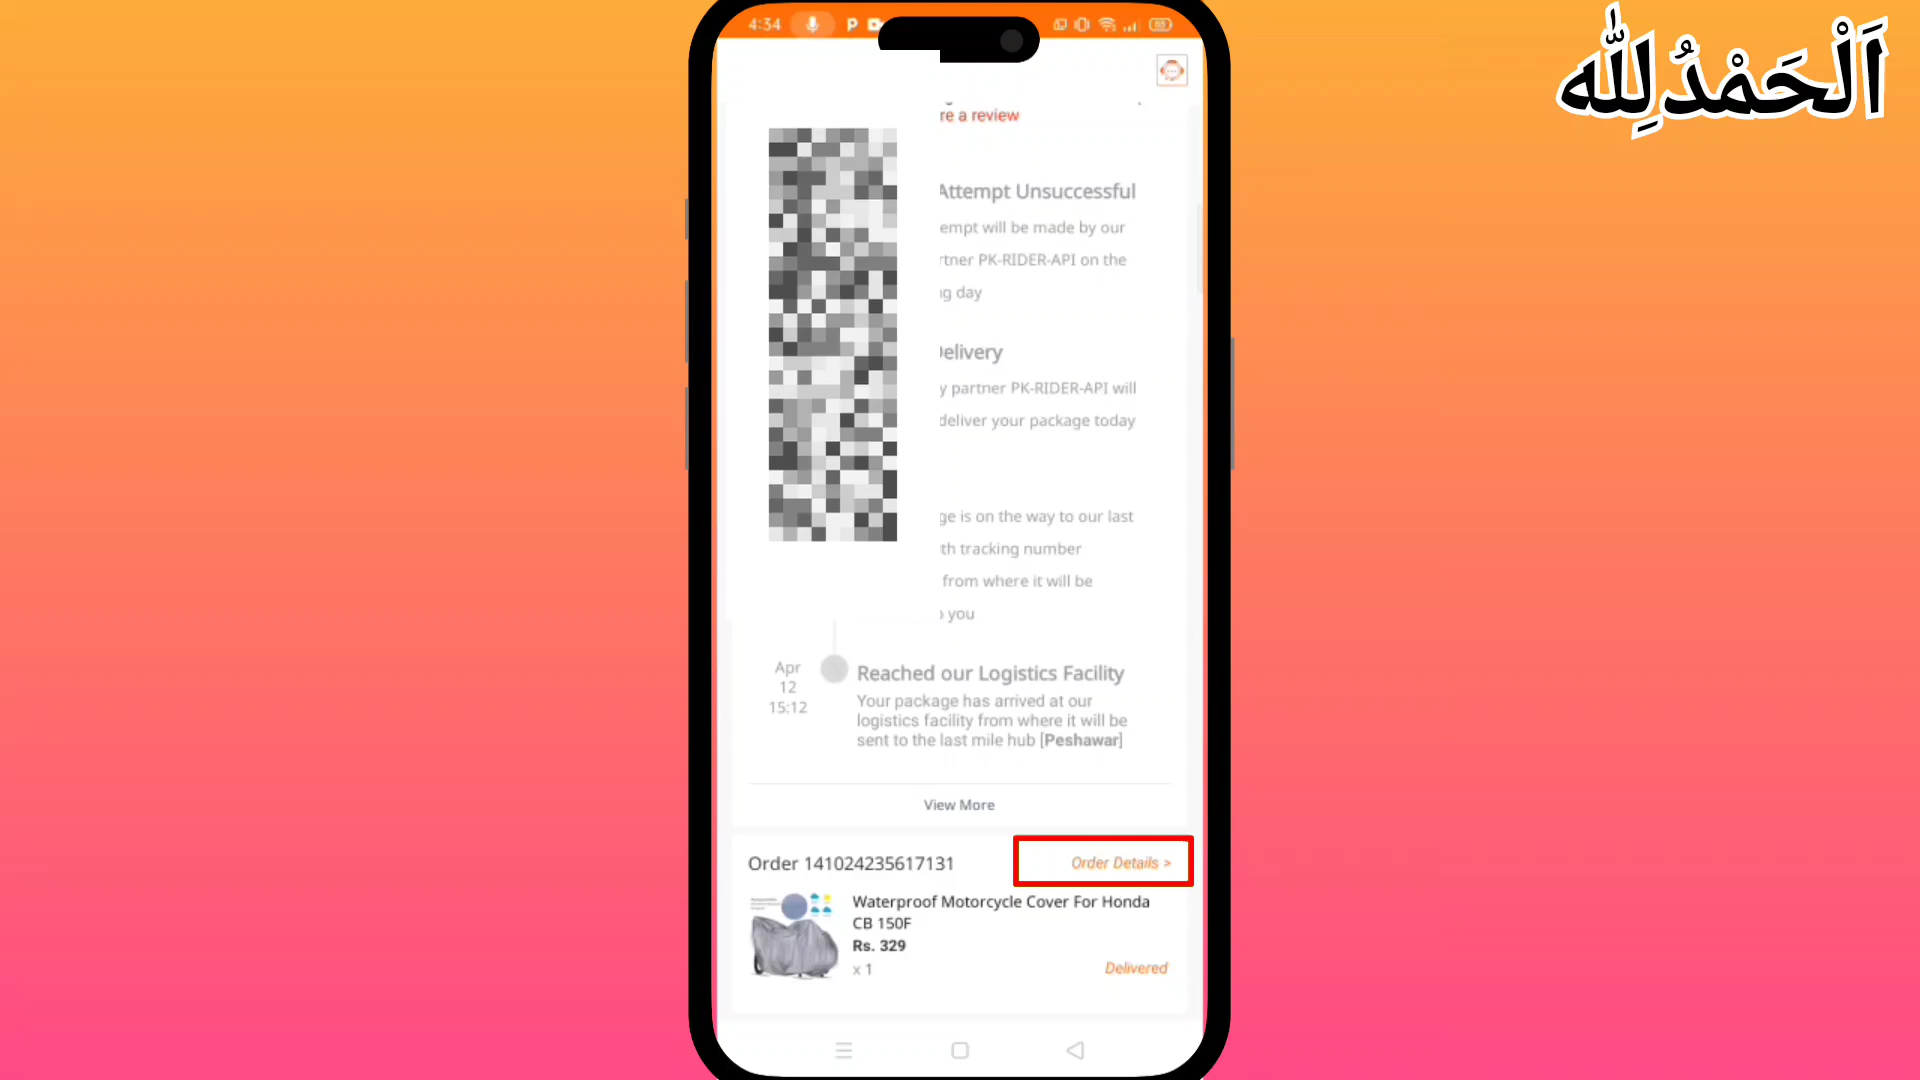 4:34
اَلْحَمْدُلِلّٰه
re a review
Attempt Unsuccessful
empt will be made by our
rtner PK-RIDER-API on the
ng day
Delivery
y partner PK-RIDER-API will
deliver your package today
ge is on the way to our last
th tracking number
from where it will be
you
Apr
12
15:12
Reached our Logistics Facility
Your package has arrived at our
logistics facility from where it will be
sent to the last mile hub [Peshawar]
View More
Order 141024235617131
Order Details >
Waterproof Motorcycle Cover For Honda
CB 150F
Rs. 329
x 1
Delivered